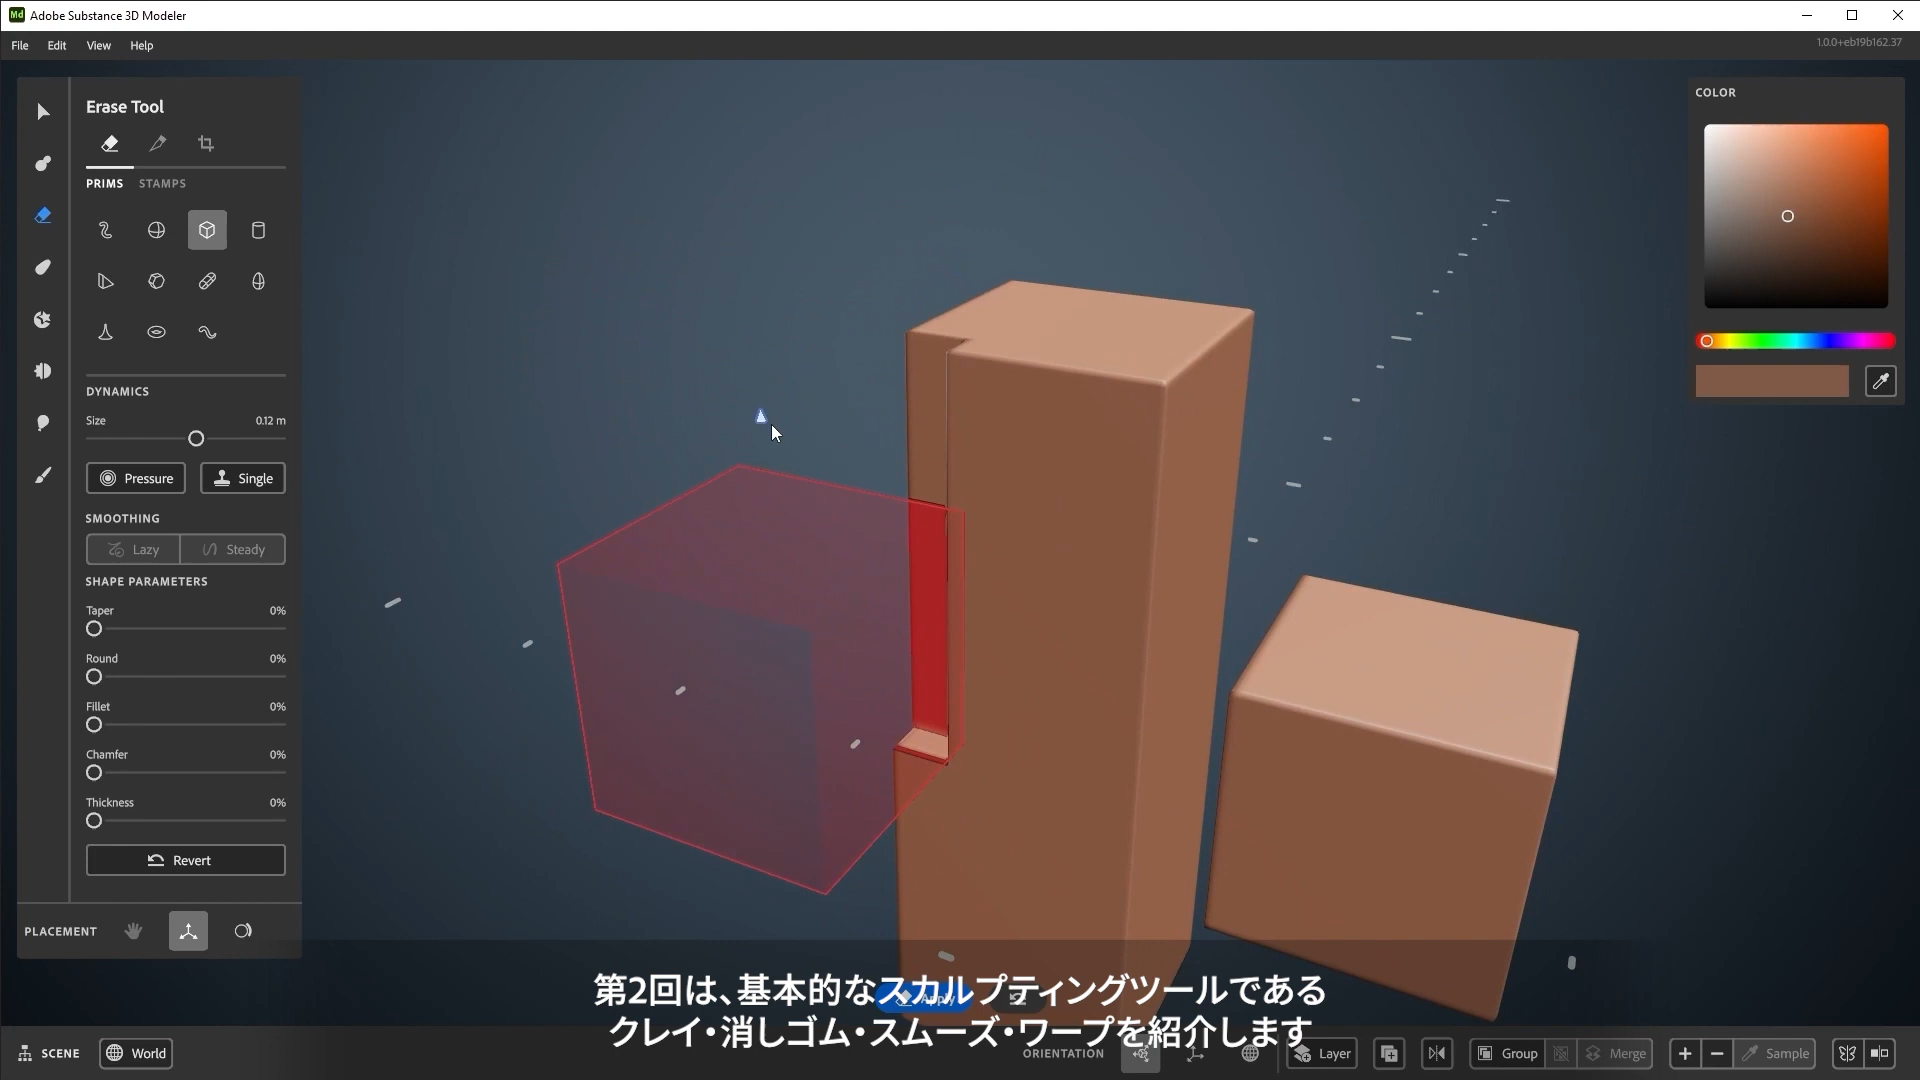 Md Adobe Substance 3D Modeler
File Edit View Help
1.0.0+eb19b162.37
Erase Tool
PRIMS STAMPS
DYNAMICS
Size 0.12 m
Pressure Single
SMOOTHING
Lazy Steady
SHAPE PARAMETERS
Taper 0%
Round 0%
Fillet 0%
Chamfer 0%
Thickness 0%
Revert
PLACEMENT
COLOR
Apply
第2回は、基本的なスカルプティングツールである
クレイ・消しゴム・スムーズ・ワープを紹介します
SCENE World
ORIENTATION Layer Group Merge Sample